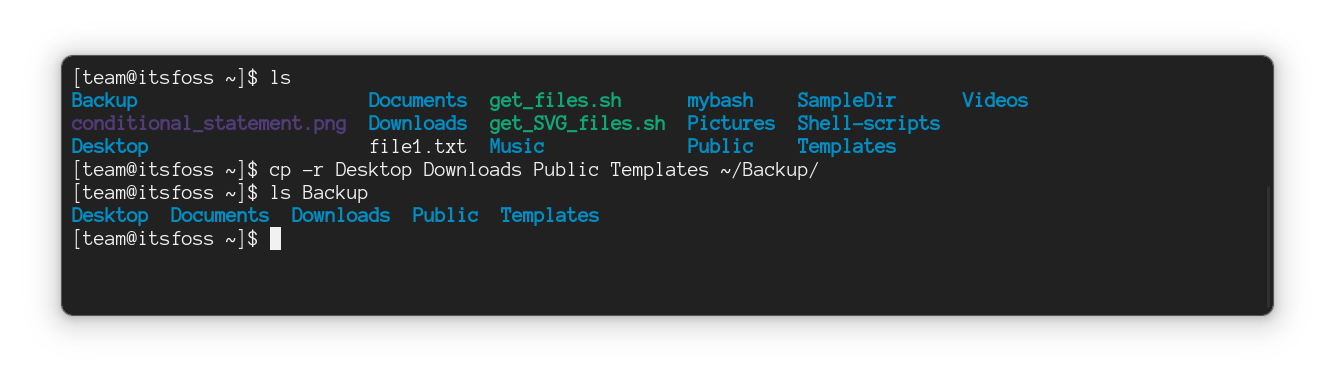 [team@itsfoss ~]$ ls
Backup                     Documents  get_files.sh      mybash    SampleDir      Videos
conditional_statement.png  Downloads  get_SVG_files.sh  Pictures  Shell-scripts
Desktop                    file1.txt  Music             Public    Templates
[team@itsfoss ~]$ cp -r Desktop Downloads Public Templates ~/Backup/
[team@itsfoss ~]$ ls Backup
Desktop  Documents  Downloads  Public  Templates
[team@itsfoss ~]$